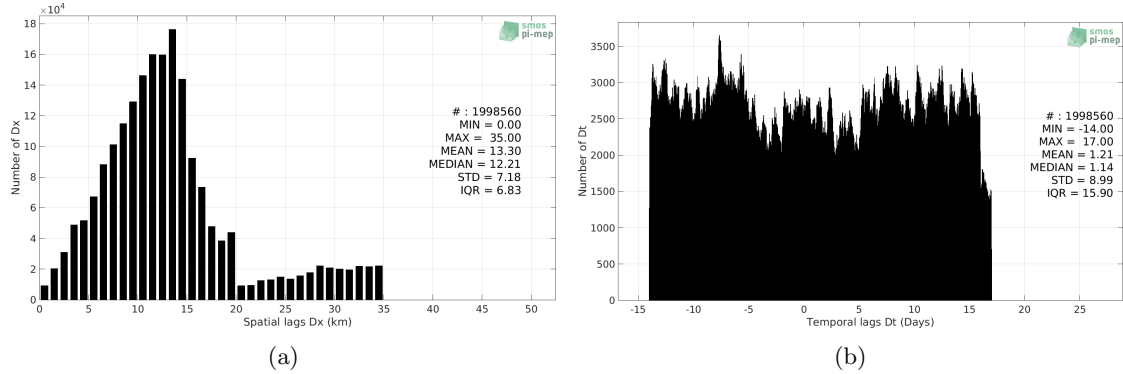 ×10⁴
18
16
14
12
10
8
6
4
2
0
Number of Dx
0 5 10 15 20 25 30 35 40 45 50
Spatial lags Dx (km)
smos
pi-mep
# : 1998560
MIN = 0.00
MAX = 35.00
MEAN = 13.30
MEDIAN = 12.21
STD = 7.18
IQR = 6.83
(a)
3500
3000
2500
2000
1500
1000
500
0
Number of Dt
-15 -10 -5 0 5 10 15 20 25
Temporal lags Dt (Days)
smos
pi-mep
# : 1998560
MIN = -14.00
MAX = 17.00
MEAN = 1.21
MEDIAN = 1.14
STD = 8.99
IQR = 15.90
(b)